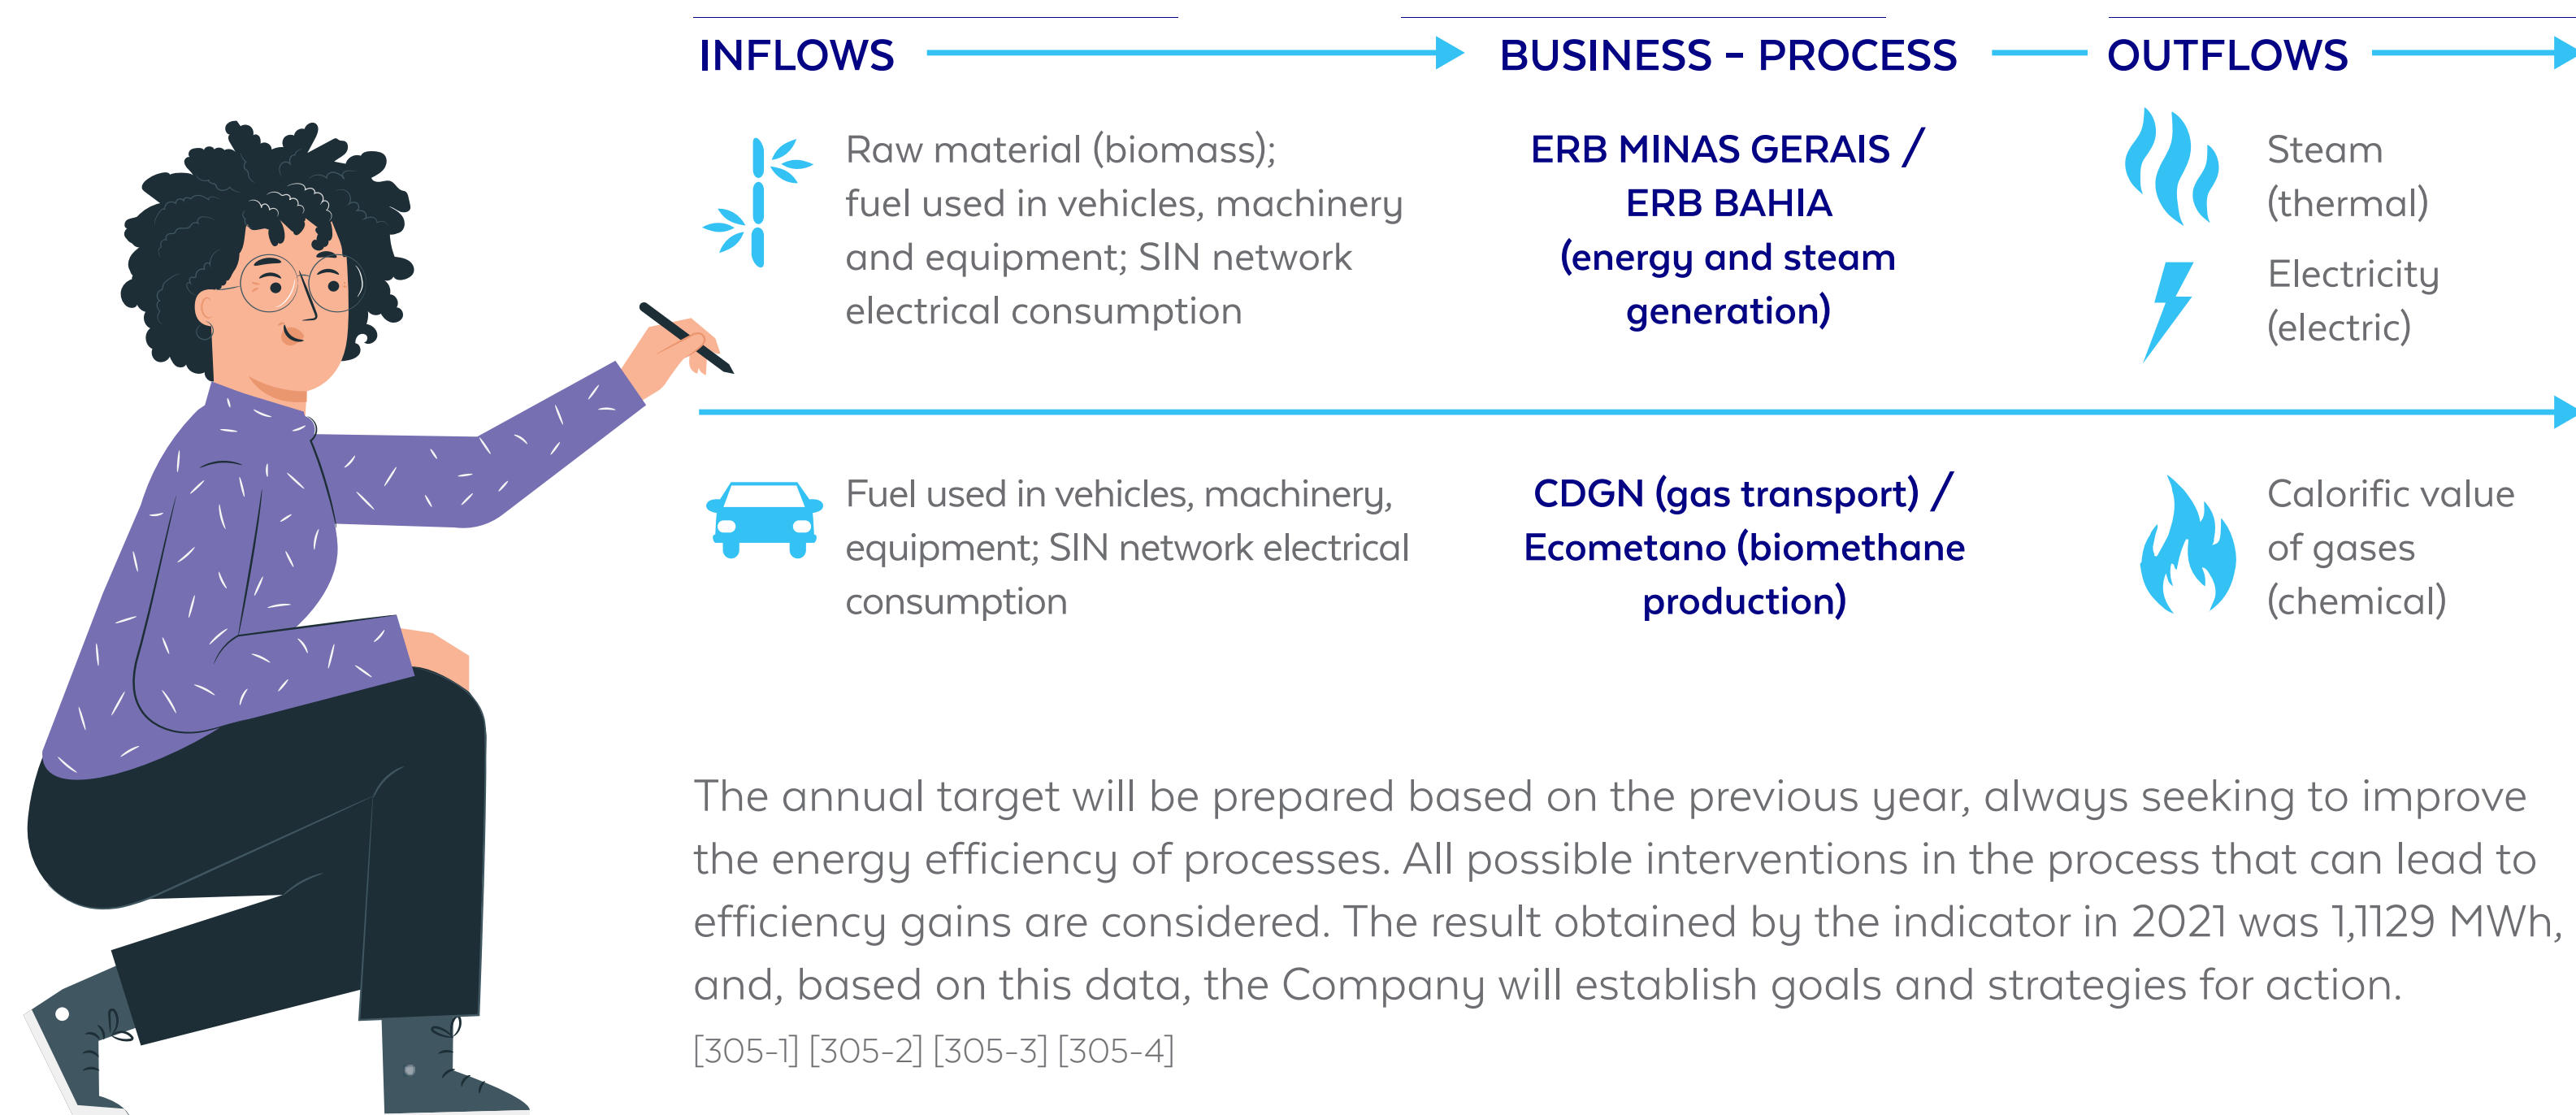 INFLOWS
BUSINESS - PROCESS
OUTFLOWS
Raw material (biomass);
fuel used in vehicles, machinery
and equipment; SIN network
electrical consumption
ERB MINAS GERAIS /
ERB BAHIA
(energy and steam
generation)
Steam
(thermal)
Electricity
(electric)
Fuel used in vehicles, machinery,
equipment; SIN network electrical
consumption
CDGN (gas transport) /
Ecometano (biomethane
production)
Calorific value
of gases
(chemical)
The annual target will be prepared based on the previous year, always seeking to improve
the energy efficiency of processes. All possible interventions in the process that can lead to
efficiency gains are considered. The result obtained by the indicator in 2021 was 1,1129 MWh,
and, based on this data, the Company will establish goals and strategies for action.
[305-1] [305-2] [305-3] [305-4]